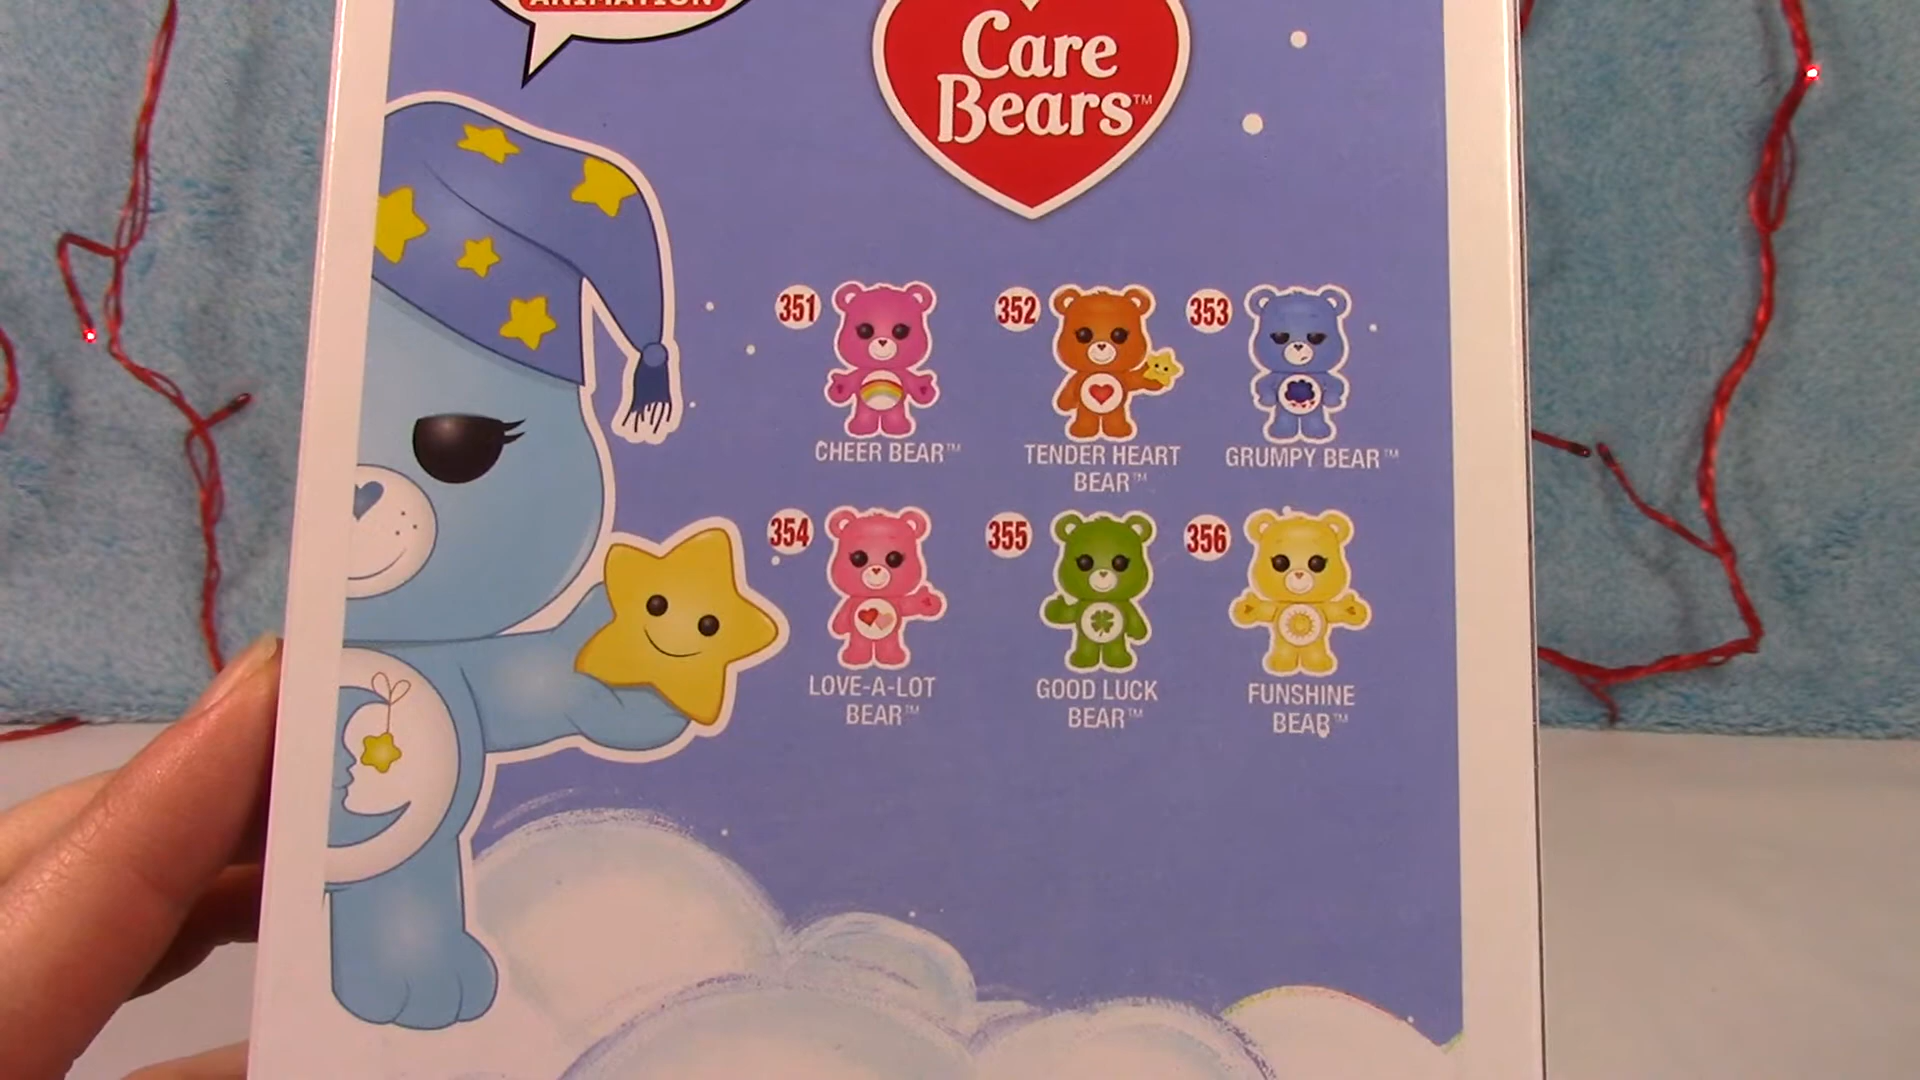 ANIMATION
Care
Bears™
351
352
353
CHEER BEAR™
TENDER HEART
BEAR™
GRUMPY BEAR™
354
355
356
LOVE-A-LOT
BEAR™
GOOD LUCK
BEAR™
FUNSHINE
BEAR™